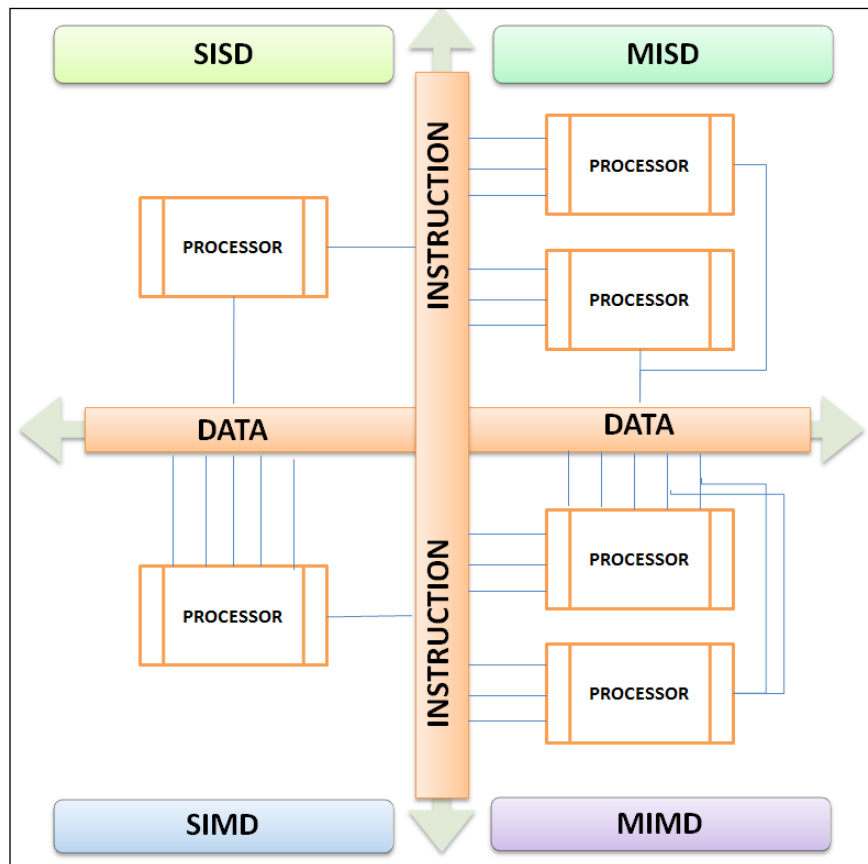 SISD
MISD
INSTRUCTION
PROCESSOR
PROCESSOR
PROCESSOR
DATA
DATA
INSTRUCTION
PROCESSOR
PROCESSOR
PROCESSOR
SIMD
MIMD